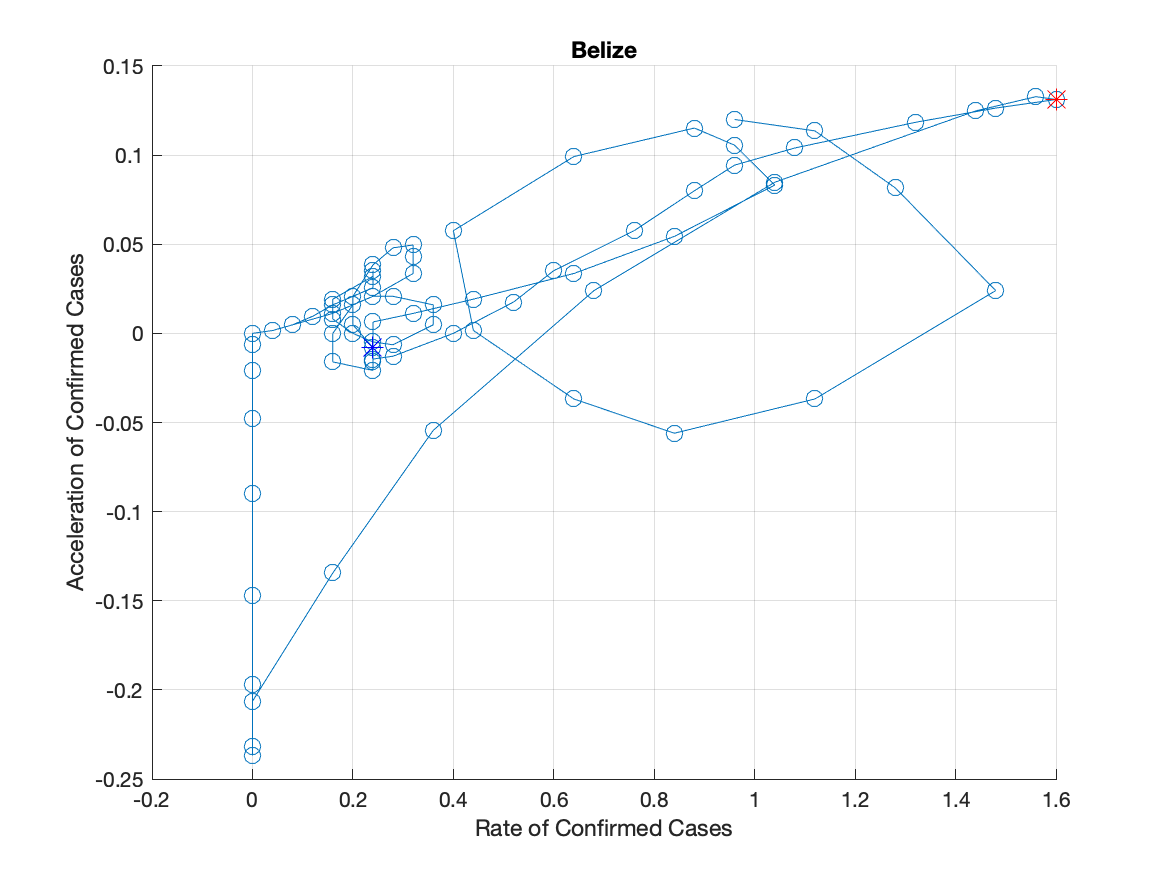 Belize
0.15
0.1
0.05
0
-0.05
-0.1
-0.15
-0.2
-0.25
Acceleration of Confirmed Cases
-0.2 0 0.2 0.4 0.6 0.8 1 1.2 1.4 1.6
Rate of Confirmed Cases